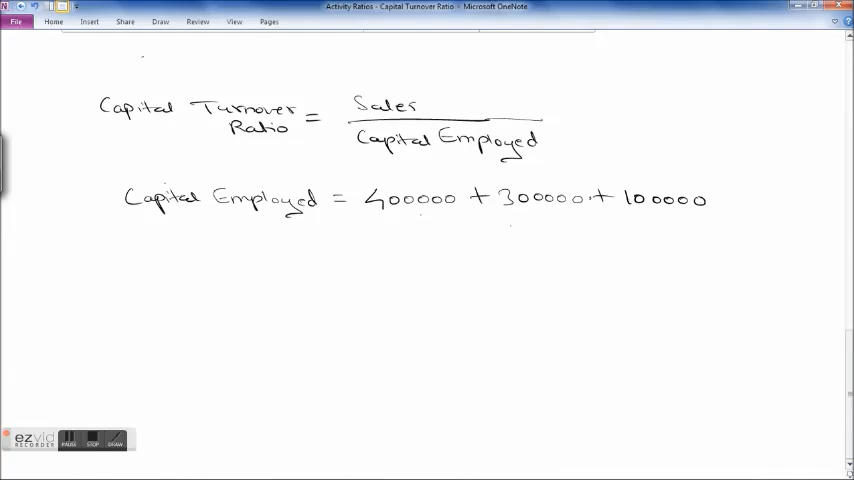 Activity Ratios - Capital Turnover Ratio - Microsoft OneNote
File Home Insert Share Draw Review View Pages
Capital Turnover Ratio = Sales
Capital Employed
Capital Employed = 400000 + 300000 + 100000
ezvid
RECORDER
PAUSE STOP DRAW